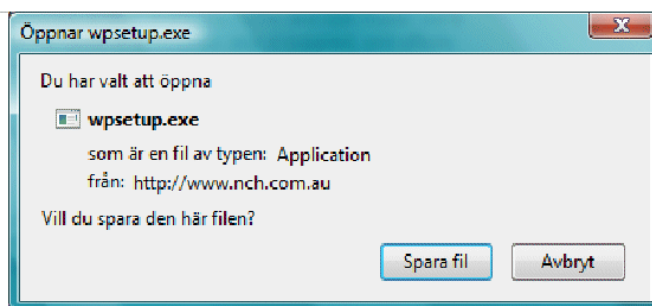 Öppnar wpsetup.exe
Du har valt att öppna
wpsetup.exe
som är en fil av typen: Application
från: http://www.nch.com.au
Vill du spara den här filen?
Spara fil Avbryt